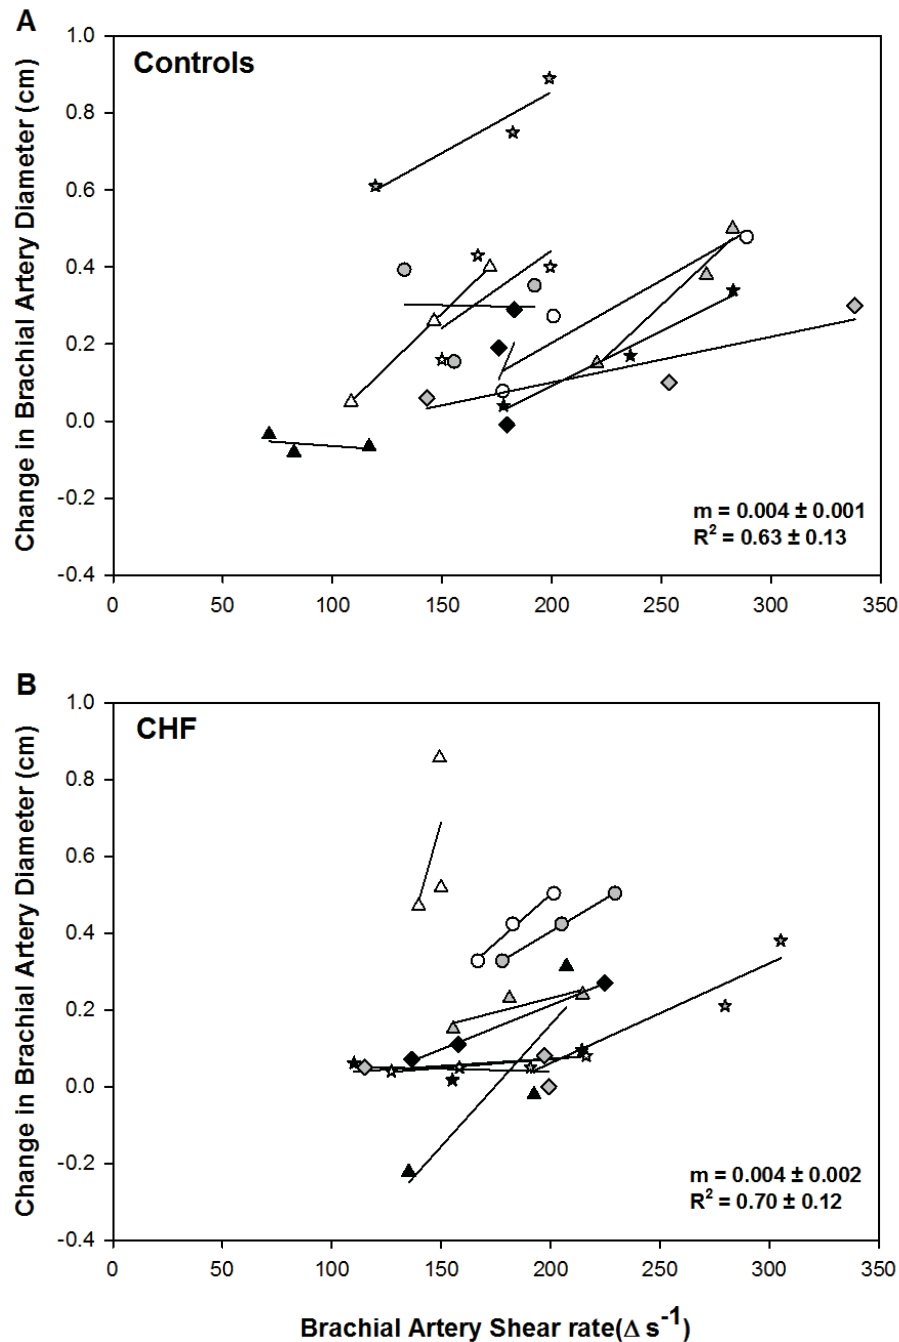 A
Controls
Change in Brachial Artery Diameter (cm)
1.0
0.8
0.6
0.4
0.2
0.0
-0.2
-0.4
m = 0.004 ± 0.001
R² = 0.63 ± 0.13
0 50 100 150 200 250 300 350
B
CHF
Change in Brachial Artery Diameter (cm)
1.0
0.8
0.6
0.4
0.2
0.0
-0.2
-0.4
m = 0.004 ± 0.002
R² = 0.70 ± 0.12
0 50 100 150 200 250 300 350
Brachial Artery Shear rate(Δ s⁻¹)